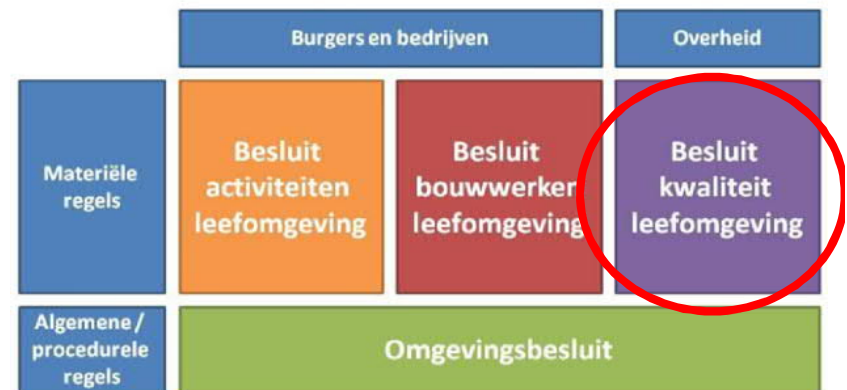 Burgers en bedrijven
Overheid
Materiële
regels
Besluit
activiteiten
leefomgeving
Besluit
bouwwerken
leefomgeving
Besluit
kwaliteit
leefomgeving
Algemene /
procedurele
regels
Omgevingsbesluit